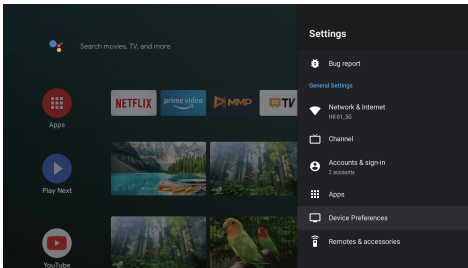 Settings
Search movies, TV, and more
Bug report
General Settings
NETFLIX
prime video
MMP
TV
Network & Internet
HK01_5G
Apps
Channel
Accounts & sign-in
2 accounts
Apps
Play Next
Device Preferences
Remotes & accessories
YouTube